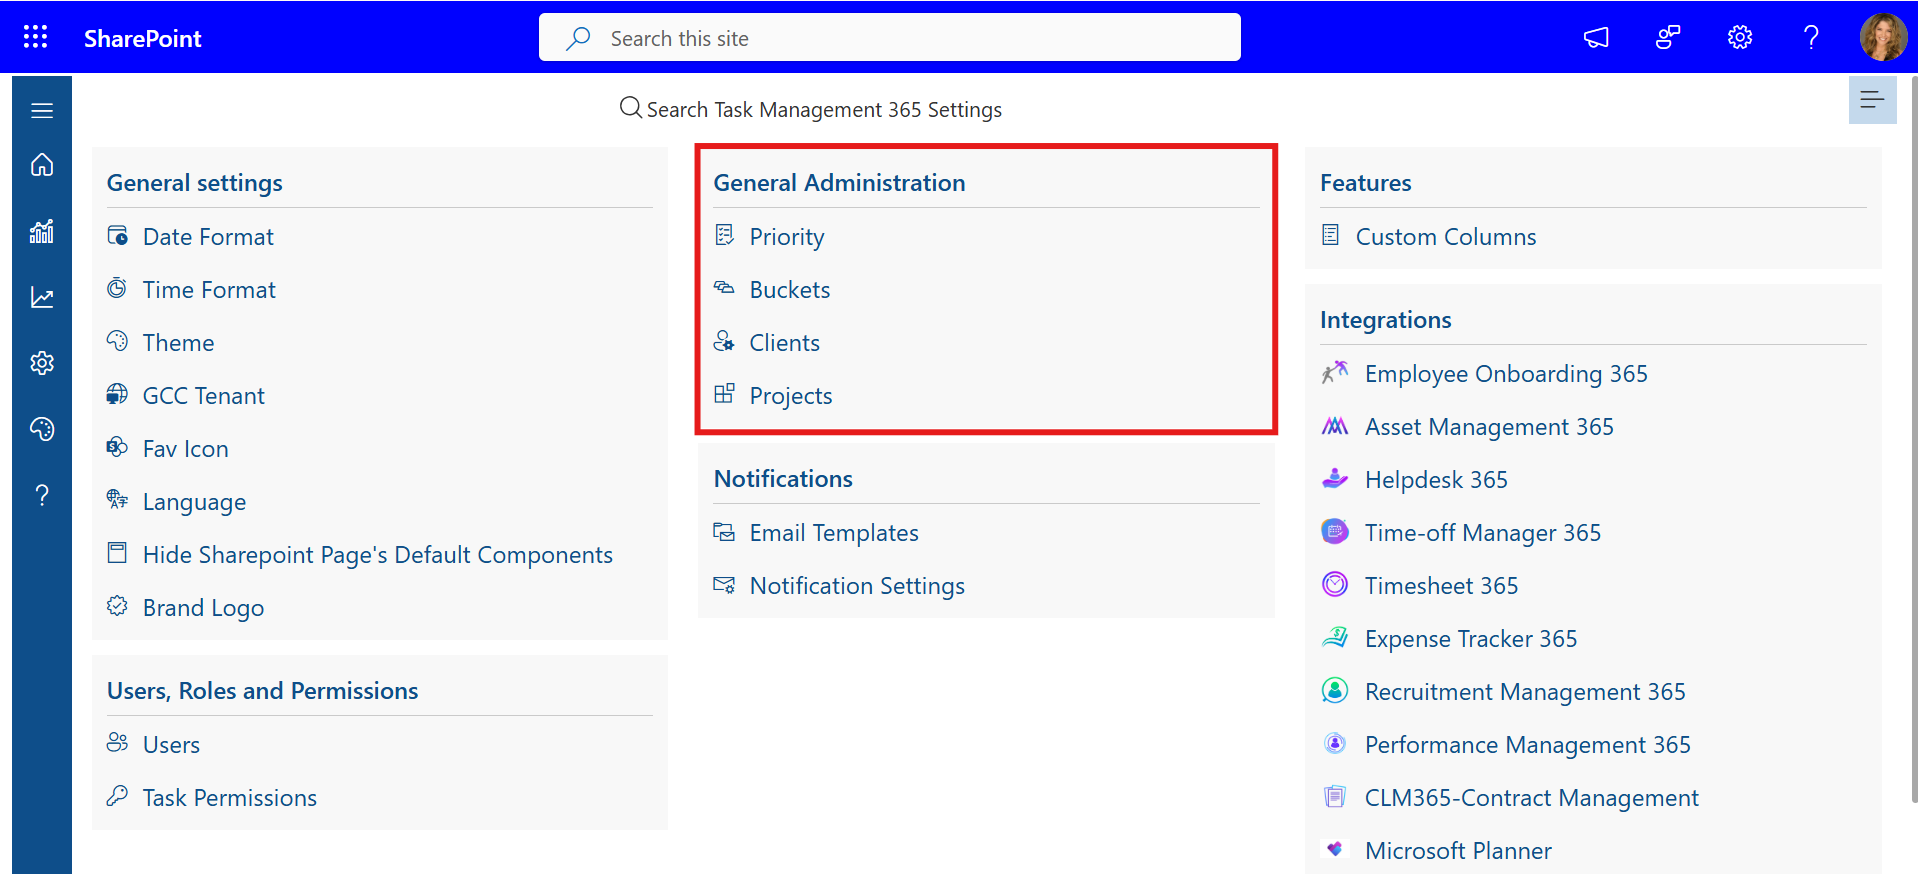 SharePoint
Search this site
Search Task Management 365 Settings
General settings
Date Format
Time Format
Theme
GCC Tenant
Fav Icon
Language
Hide Sharepoint Page's Default Components
Brand Logo
Users, Roles and Permissions
Users
Task Permissions
General Administration
Priority
Buckets
Clients
Projects
Notifications
Email Templates
Notification Settings
Features
Custom Columns
Integrations
Employee Onboarding 365
Asset Management 365
Helpdesk 365
Time-off Manager 365
Timesheet 365
Expense Tracker 365
Recruitment Management 365
Performance Management 365
CLM365-Contract Management
Microsoft Planner